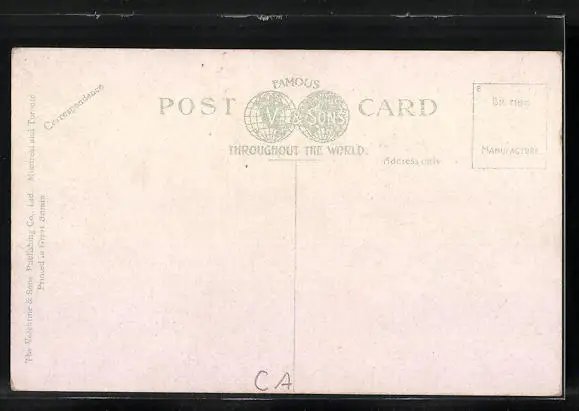 FAMOUS
POST CARD
V. & SONS
THROUGHOUT THE WORLD.
Correspondence
Address only
BRITISH
MANUFACTURE
The Valentine & Sons Publishing Co., Ltd. Montreal and Toronto
Printed in Great Britain
CA